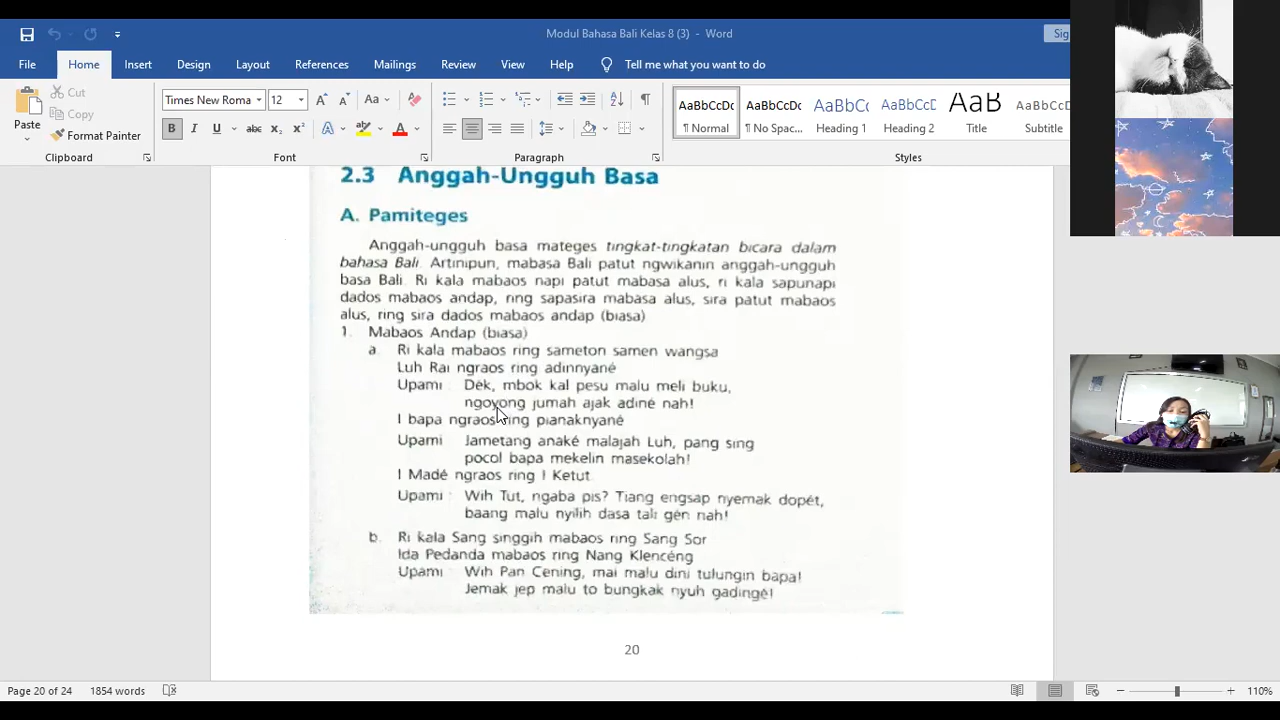 Modul Bahasa Bali Kelas 8 (3) - Word
Sig
File Home Insert Design Layout References Mailings Review View Help Tell me what you want to do
Paste
Cut
Copy
Format Painter
Clipboard
Times New Roma 12
Font
Paragraph
AaBbCcDc AaBbCcDc AaBbCc AaBbCcC AaB AaBbCcD
¶ Normal ¶ No Spac... Heading 1 Heading 2 Title Subtitle
Styles
2.3 Anggah-Ungguh Basa
A. Pamiteges
Anggah-ungguh basa mateges tingkat-tingkatan bicara dalam
bahasa Bali. Artinipun, mabasa Bali patut ngwikanin anggah-ungguh
basa Bali. Ri kala mabaos napi patut mabasa alus, ri kala sapunapi
dados mabaos andap, ring sapasira mabasa alus, sira patut mabaos
alus, ring sira dados mabaos andap (biasa)
1. Mabaos Andap (biasa)
a. Ri kala mabaos ring sameton samen wangsa
Luh Rai ngraos ring adinnyané
Upami Dék, mbok kal pesu malu meli buku,
ngoyong jumah ajak adiné nah!
I bapa ngraos ring pianaknyané
Upami Jametang anaké malajah Luh, pang sing
pocol bapa mekelin masekolah!
I Madé ngraos ring I Ketut
Upami : Wih Tut, ngaba pis? Tiang engsap nyemak dopét,
baang malu nyilih dasa tali gén nah!
b. Ri kala Sang singgih mabaos ring Sang Sor
Ida Pedanda mabaos ring Nang Klencéng
Upami Wih Pan Cening, mai malu dini tulungin bapa!
Jemak jep malu to bungkak nyuh gadingé!
20
Page 20 of 24 1854 words
110%